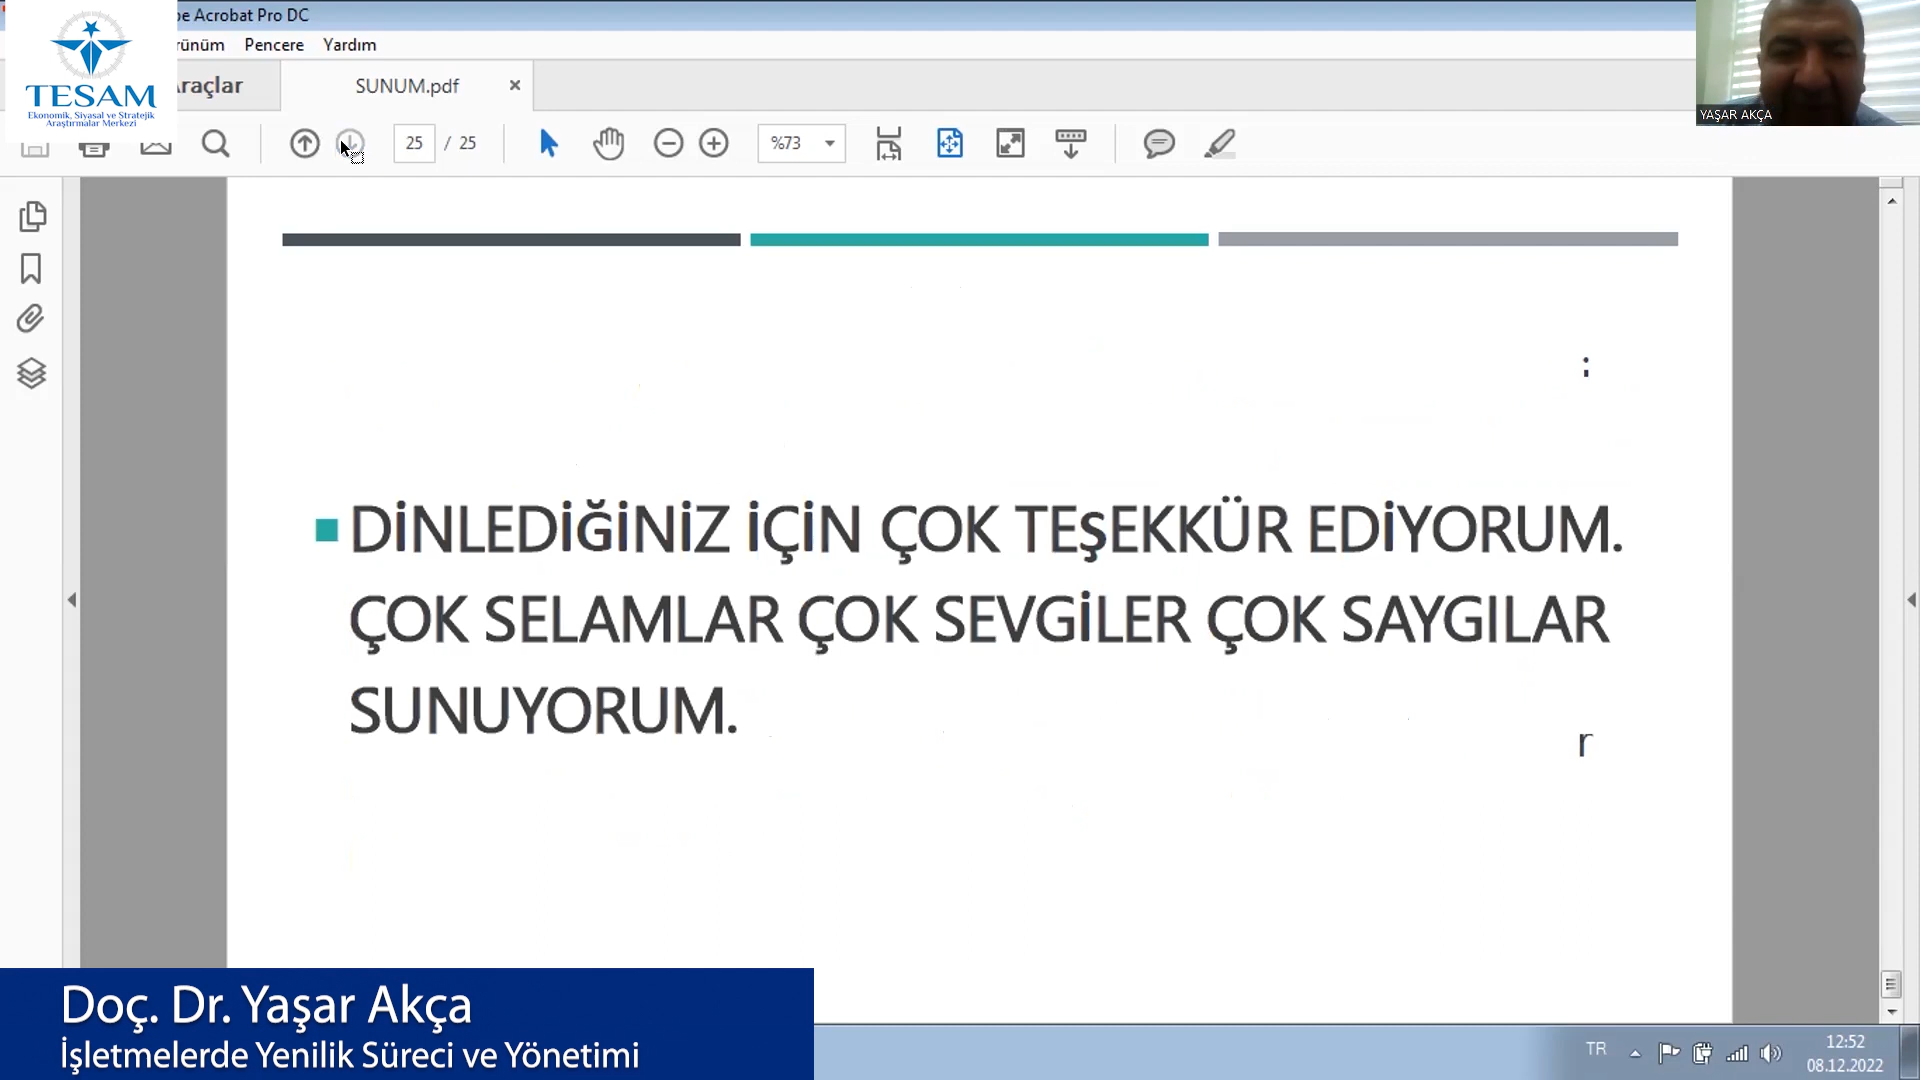 be Acrobat Pro DC
TESAM
Ekonomik, Siyasal ve Stratejik
Araştırmalar Merkezi
rünüm Pencere Yardım
Araçlar SUNUM.pdf
25 / 25 %73
YAŞAR AKÇA
:
DİNLEDİĞİNİZ İÇİN ÇOK TEŞEKKÜR EDİYORUM.
ÇOK SELAMLAR ÇOK SEVGİLER ÇOK SAYGILAR
SUNUYORUM.
r
Doç. Dr. Yaşar Akça
İşletmelerde Yenilik Süreci ve Yönetimi
TR
12:52
08.12.2022